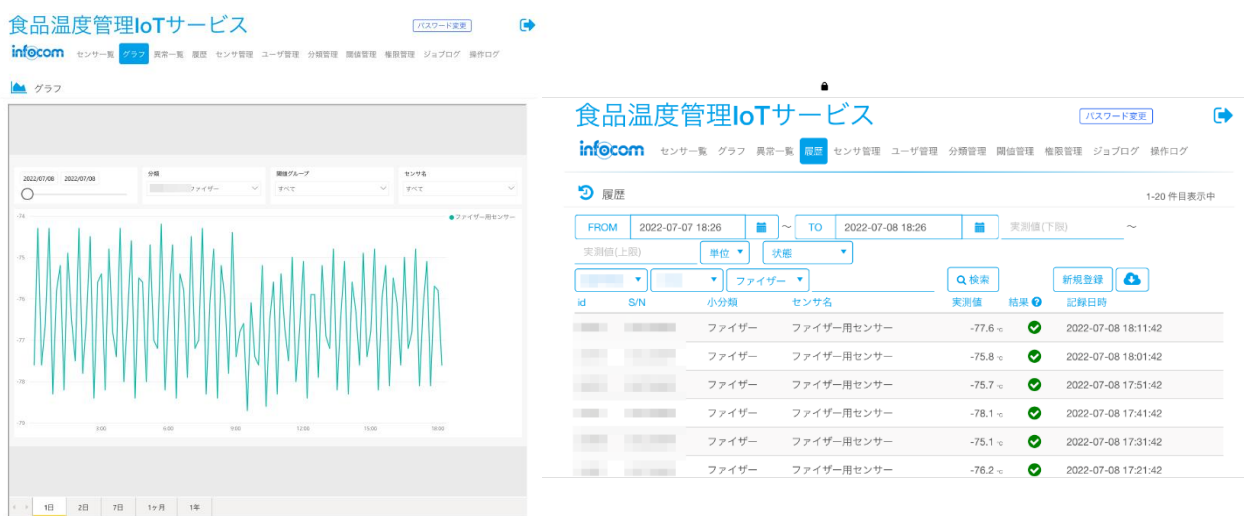 食品温度管理IoTサービス
パスワード変更
infocom センサ一覧 グラフ 異常一覧 履歴 センサ管理 ユーザ管理 分類管理 閾値管理 権限管理 ジョブログ 操作ログ
グラフ
2022/07/08 2022/07/08
分類
ファイザー
閾値グループ
すべて
センサ名
すべて
-74
ファイザー用センサー
-75
-76
-77
-78
-79
3:00 6:00 9:00 12:00 15:00 18:00
1日 2日 7日 1ヶ月 1年
食品温度管理IoTサービス
パスワード変更
infocom センサ一覧 グラフ 異常一覧 履歴 センサ管理 ユーザ管理 分類管理 閾値管理 権限管理 ジョブログ 操作ログ
履歴
1-20 件目表示中
FROM 2022-07-07 18:26 ~ TO 2022-07-08 18:26 実測値(下限) ~
実測値(上限) 単位 状態
ファイザー 検索 新規登録
id S/N 小分類 センサ名 実測値 結果 記録日時
ファイザー ファイザー用センサー -77.6 ℃ 2022-07-08 18:11:42
ファイザー ファイザー用センサー -75.8 ℃ 2022-07-08 18:01:42
ファイザー ファイザー用センサー -75.7 ℃ 2022-07-08 17:51:42
ファイザー ファイザー用センサー -78.1 ℃ 2022-07-08 17:41:42
ファイザー ファイザー用センサー -75.1 ℃ 2022-07-08 17:31:42
ファイザー ファイザー用センサー -76.2 ℃ 2022-07-08 17:21:42